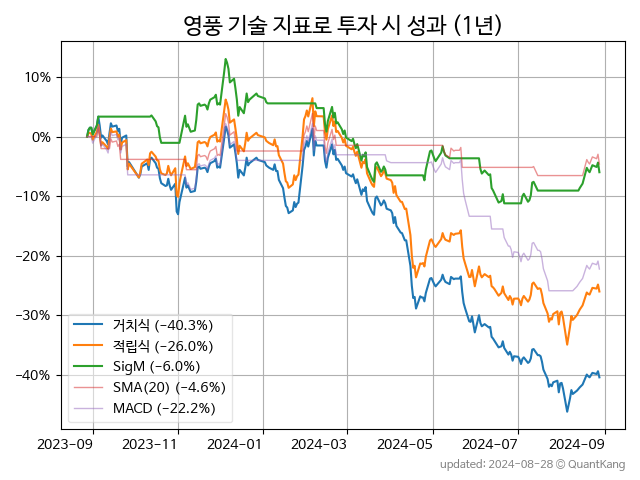 영풍 기술 지표로 투자 시 성과 (1년)
10%
0%
−10%
−20%
−30%
−40%
거치식 (−40.3%)
적립식 (−26.0%)
SigM (−6.0%)
SMA(20) (−4.6%)
MACD (−22.2%)
2023-09
2023-11
2024-01
2024-03
2024-05
2024-07
2024-09
updated: 2024-08-28 © QuantKang